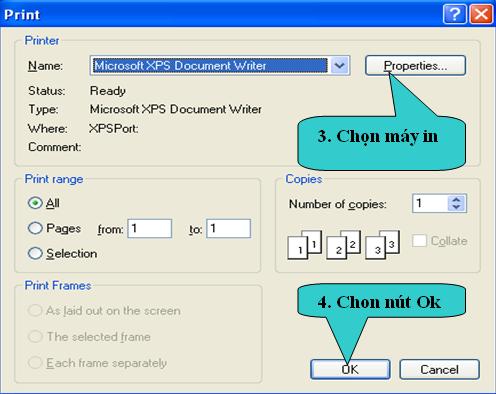 Print
Printer
Name: Microsoft XPS Document Writer Properties...
Status: Ready
Type: Microsoft XPS Document Writer
Where: XPSPort:
Comment:
3. Chọn máy in
Print range
All
Pages from: 1 to: 1
Selection
Copies
Number of copies: 1
1 1 2 2 3 3 Collate
Print Frames
As laid out on the screen
The selected frame
Each frame separately
4. Chọn nút Ok
OK Cancel